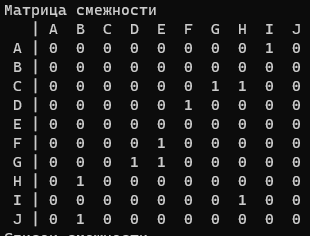 Матрица смежности
| A B C D E F G H I J
A | 0 0 0 0 0 0 0 0 1 0
B | 0 0 0 0 0 0 0 0 0 0
C | 0 0 0 0 0 0 1 1 0 0
D | 0 0 0 0 0 1 0 0 0 0
E | 0 0 0 0 0 0 0 0 0 0
F | 0 0 0 0 1 0 0 0 0 0
G | 0 0 0 1 1 0 0 0 0 0
H | 0 1 0 0 0 0 0 0 0 0
I | 0 0 0 0 0 0 0 1 0 0
J | 0 1 0 0 0 0 0 0 0 0